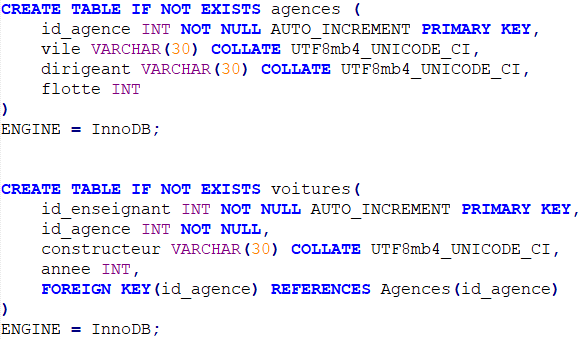 CREATE TABLE IF NOT EXISTS agences (
    id_agence INT NOT NULL AUTO_INCREMENT PRIMARY KEY,
    vile VARCHAR(30) COLLATE UTF8mb4_UNICODE_CI,
    dirigeant VARCHAR(30) COLLATE UTF8mb4_UNICODE_CI,
    flotte INT
)
ENGINE = InnoDB;
CREATE TABLE IF NOT EXISTS voitures(
    id_enseignant INT NOT NULL AUTO_INCREMENT PRIMARY KEY,
    id_agence INT NOT NULL,
    constructeur VARCHAR(30) COLLATE UTF8mb4_UNICODE_CI,
    annee INT,
    FOREIGN KEY(id_agence) REFERENCES Agences(id_agence)
)
ENGINE = InnoDB;